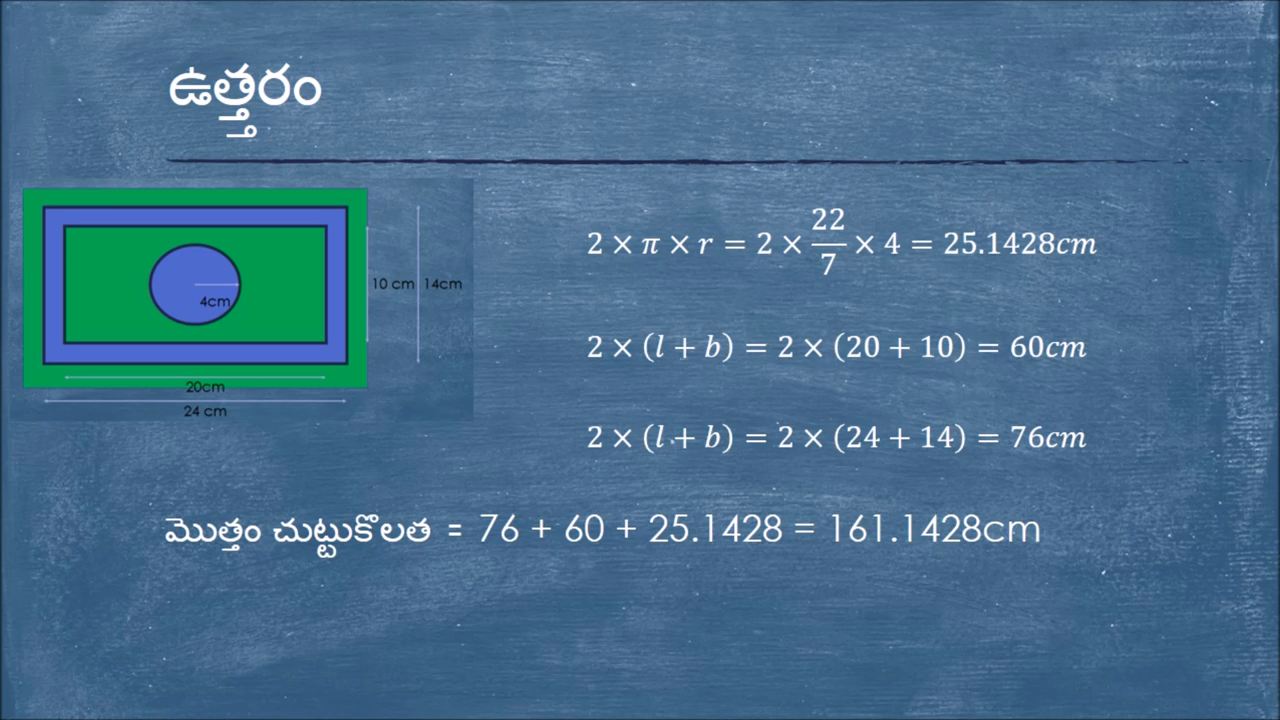 ఉత్త్తరం
2 × π × r = 2 × 22/7 × 4 = 25.1428cm
10 cm 14cm
4cm
2 × (l + b) = 2 × (20 + 10) = 60cm
20cm
24 cm
2 × (l + b) = 2 × (24 + 14) = 76cm
మొత్తం చుట్టుకొలత = 76 + 60 + 25.1428 = 161.1428cm